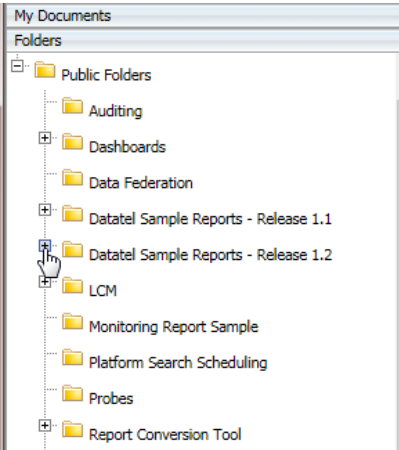 My Documents
Folders
Public Folders
Auditing
Dashboards
Data Federation
Datatel Sample Reports - Release 1.1
Datatel Sample Reports - Release 1.2
LCM
Monitoring Report Sample
Platform Search Scheduling
Probes
Report Conversion Tool